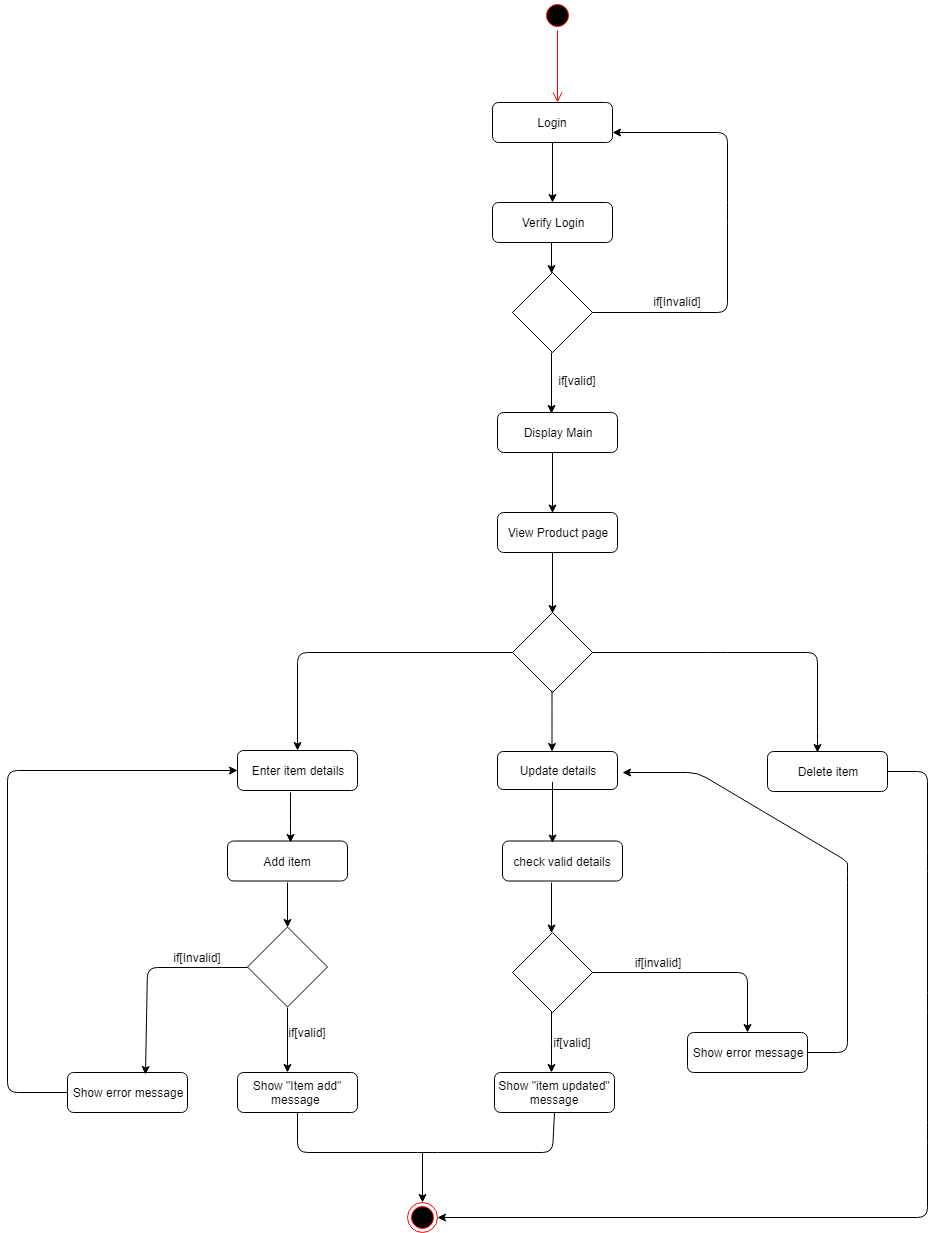 Login
Verify Login
if[Invalid]
if[valid]
Display Main
View Product page
Enter item details
Update details
Delete item
Add item
check valid details
if[Invalid]
if[invalid]
if[valid]
if[valid]
Show error message
Show error message
Show "Item add"
message
Show "item updated"
message